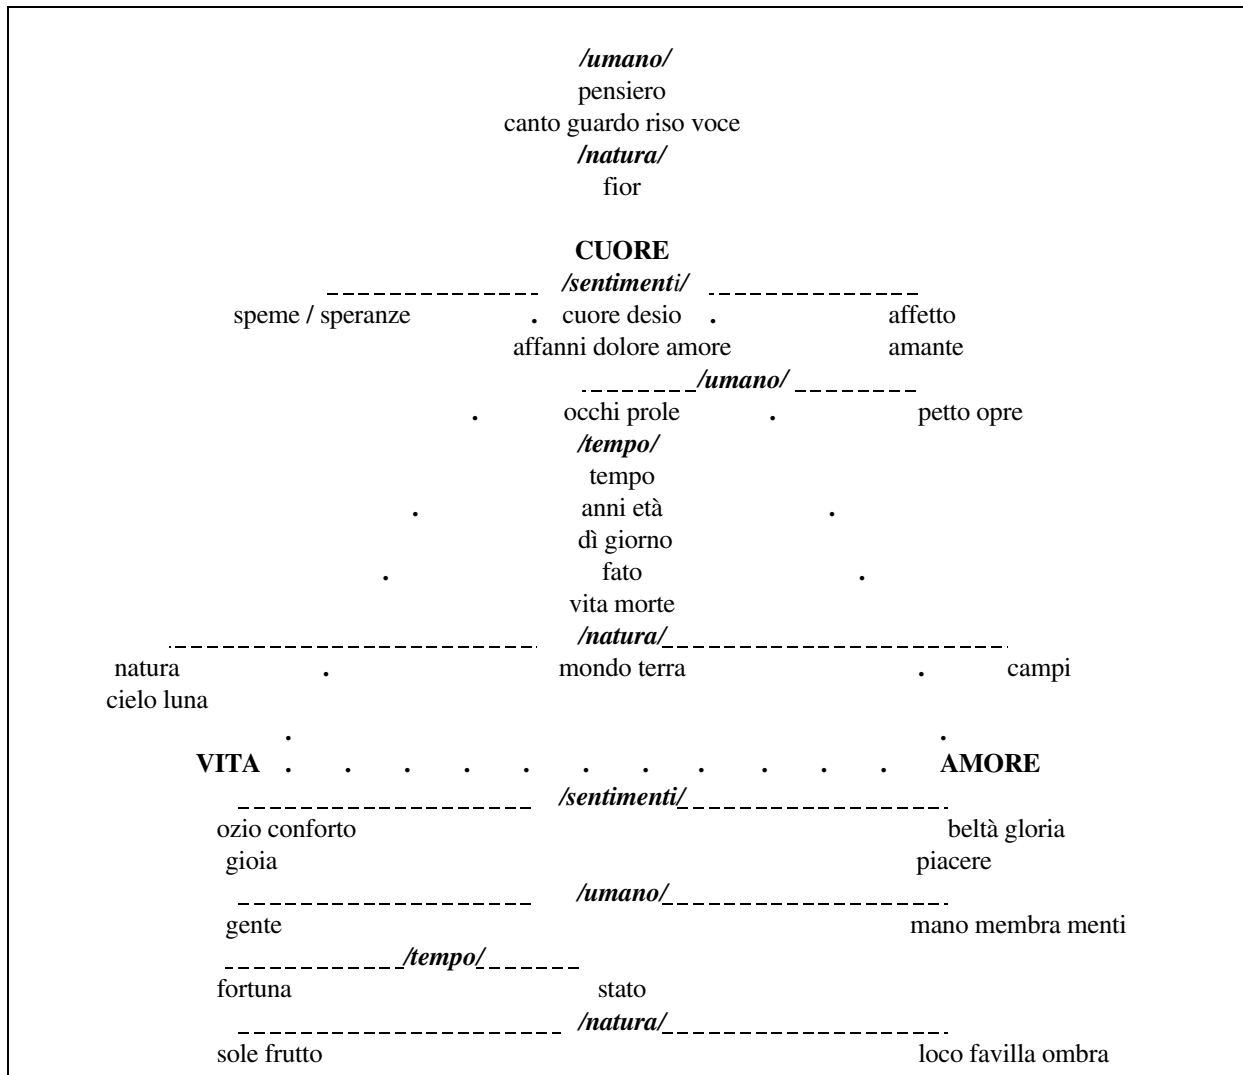 /umano/
pensiero
canto guardo riso voce
/natura/
fior
CUORE
/sentimenti/
speme / speranze . cuore desio . affetto
affanni dolore amore amante
/umano/
. occhi prole . petto opre
/tempo/
tempo
. anni età .
dì giorno
. fato .
vita morte
/natura/
natura . mondo terra . campi
cielo luna
. .
VITA . . . . . . . . . . . AMORE
/sentimenti/
ozio conforto beltà gloria
gioia piacere
/umano/
gente mano membra menti
/tempo/
fortuna stato
/natura/
sole frutto loco favilla ombra